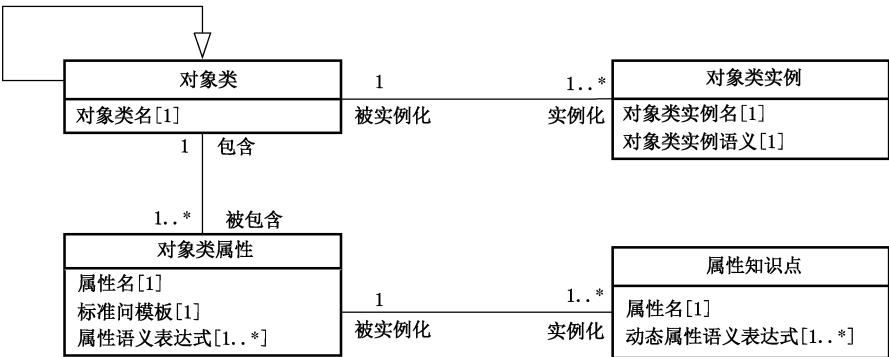 对象类
对象类名[1]
1
被实例化
1..*
实例化
对象类实例
对象类实例名[1]
对象类实例语义[1]
1
包含
1..*
被包含
对象类属性
属性名[1]
标准问模板[1]
属性语义表达式[1..*]
1
被实例化
1..*
实例化
属性知识点
属性名[1]
动态属性语义表达式[1..*]